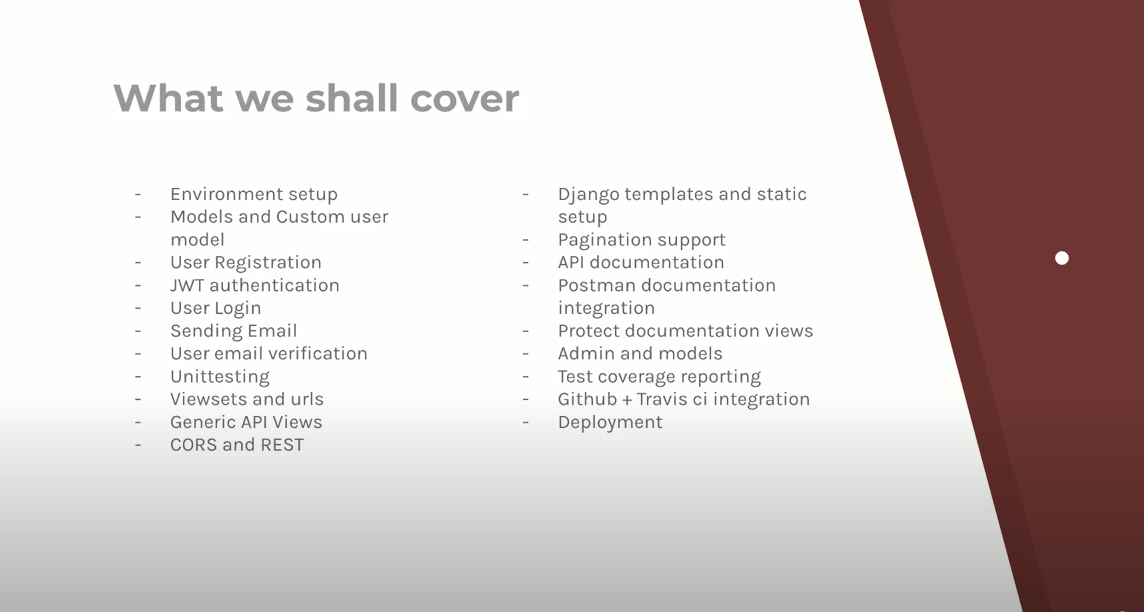 What we shall cover
- Environment setup
- Models and Custom user
model
- User Registration
- JWT authentication
- User Login
- Sending Email
- User email verification
- Unittesting
- Viewsets and urls
- Generic API Views
- CORS and REST
- Django templates and static
setup
- Pagination support
- API documentation
- Postman documentation
integration
- Protect documentation views
- Admin and models
- Test coverage reporting
- Github + Travis ci integration
- Deployment